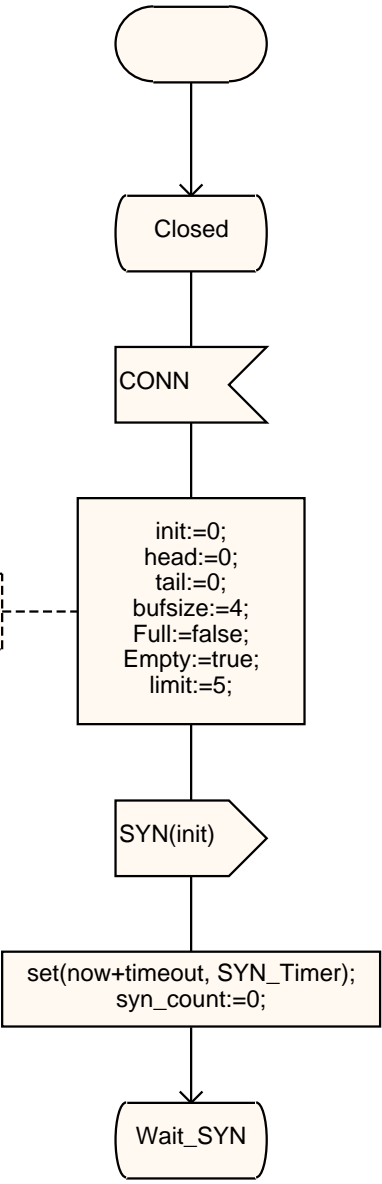 Closed
CONN
init:=0;
head:=0;
tail:=0;
bufsize:=4;
Full:=false;
Empty:=true;
limit:=5;
SYN(init)
set(now+timeout, SYN_Timer);
syn_count:=0;
Wait_SYN